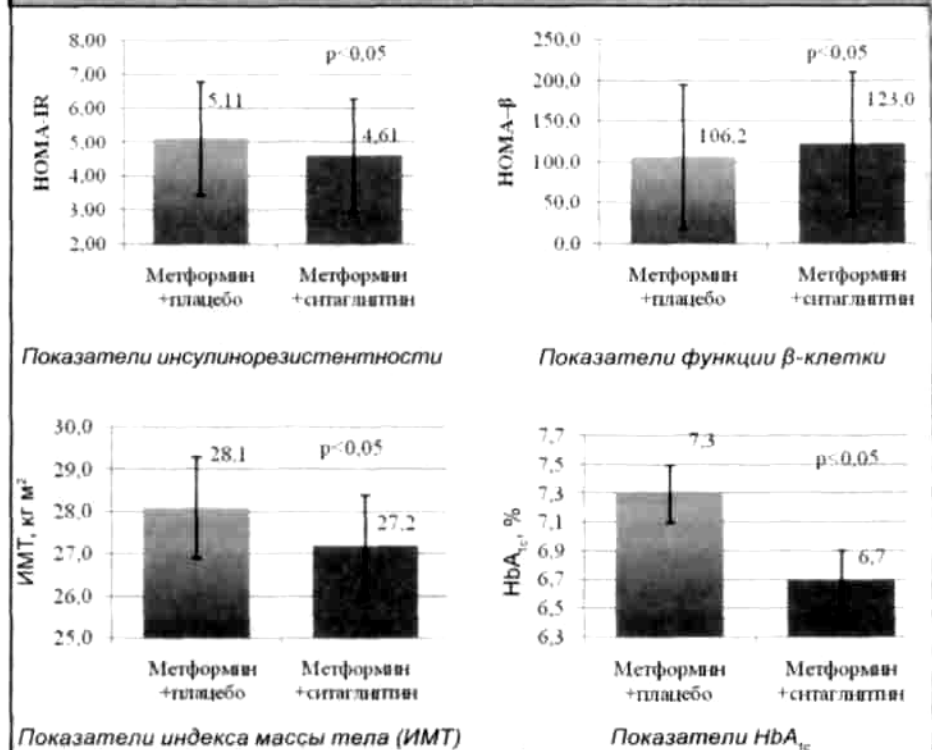 8,00
7,00
6,00
5,00
4,00
3,00
2,00
HOMA-IR
p<0,05
5,11
4,61
Метформин
+плацебо
Метформин
+ситаглиптин
Показатели инсулинорезистентности
250,0
200,0
150,0
100,0
50,0
0,0
HOMA-β
p<0,05
106,2
123,0
Метформин
+плацебо
Метформин
+ситаглиптин
Показатели функции β-клетки
30,0
29,0
28,0
27,0
26,0
25,0
ИМТ, кг м²
28,1
p<0,05
27,2
Метформин
+плацебо
Метформин
+ситаглиптин
Показатели индекса массы тела (ИМТ)
7,7
7,5
7,3
7,1
6,9
6,7
6,5
6,3
HbA₁c, %
7,3
p<0,05
6,7
Метформин
+плацебо
Метформин
+ситаглиптин
Показатели HbA₁c